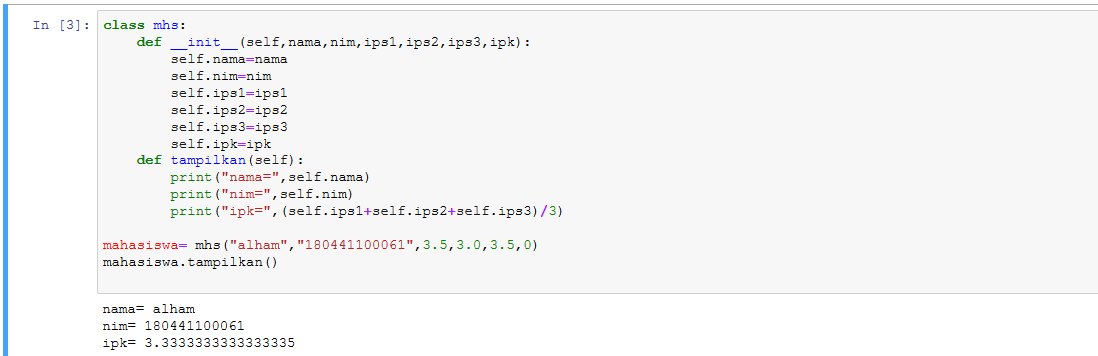 In [3]: class mhs:
    def __init__(self,nama,nim,ips1,ips2,ips3,ipk):
        self.nama=nama
        self.nim=nim
        self.ips1=ips1
        self.ips2=ips2
        self.ips3=ips3
        self.ipk=ipk
    def tampilkan(self):
        print("nama=",self.nama)
        print("nim=",self.nim)
        print("ipk=",(self.ips1+self.ips2+self.ips3)/3)
mahasiswa= mhs("alham","180441100061",3.5,3.0,3.5,0)
mahasiswa.tampilkan()
nama= alham
nim= 180441100061
ipk= 3.3333333333333335